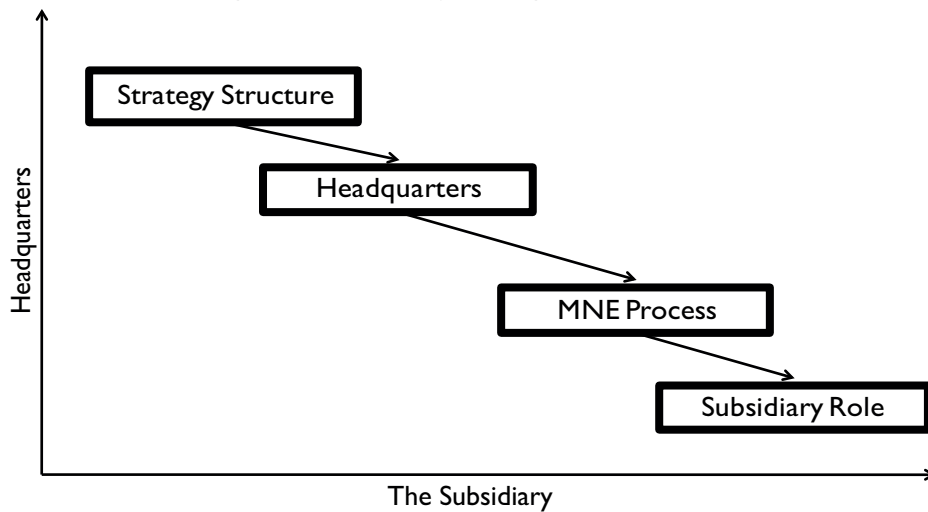 Strategy Structure
Headquarters
MNE Process
Subsidiary Role
Headquarters
The Subsidiary